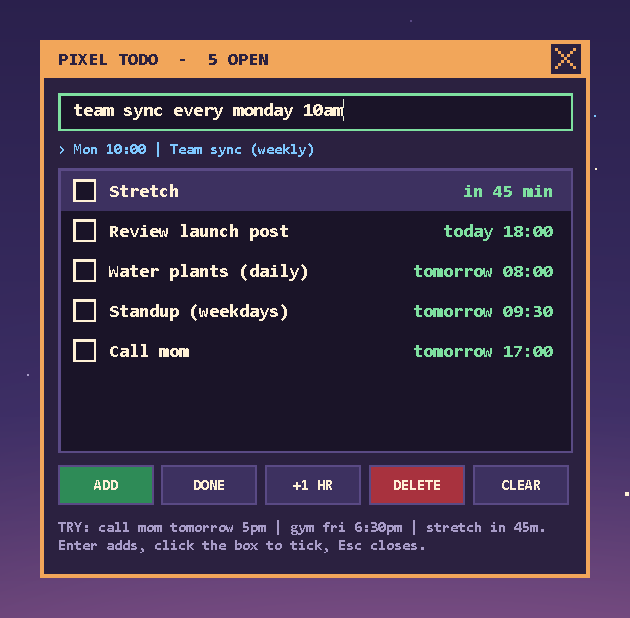 PIXEL TODO - 5 OPEN
team sync every monday 10am
> Mon 10:00 | Team sync (weekly)
Stretch in 45 min
Review launch post today 18:00
Water plants (daily) tomorrow 08:00
Standup (weekdays) tomorrow 09:30
Call mom tomorrow 17:00
ADD DONE +1 HR DELETE CLEAR
TRY: call mom tomorrow 5pm | gym fri 6:30pm | stretch in 45m.
Enter adds, click the box to tick, Esc closes.